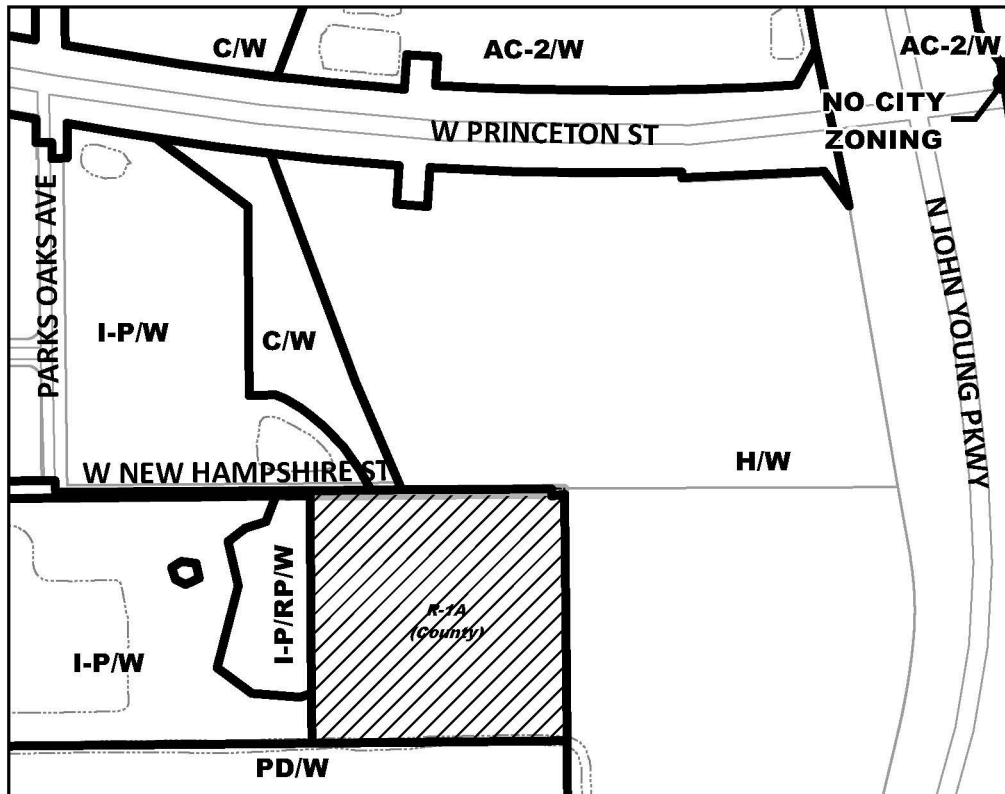 C/W
AC-2/W
AC-2/W
NO CITY
ZONING
W PRINCETON ST
PARKS OAKS AVE
N JOHN YOUNG PKWY
I-P/W
C/W
H/W
W NEW HAMPSHIRE ST
I-P/RP/W
R-1A
(County)
I-P/W
PD/W